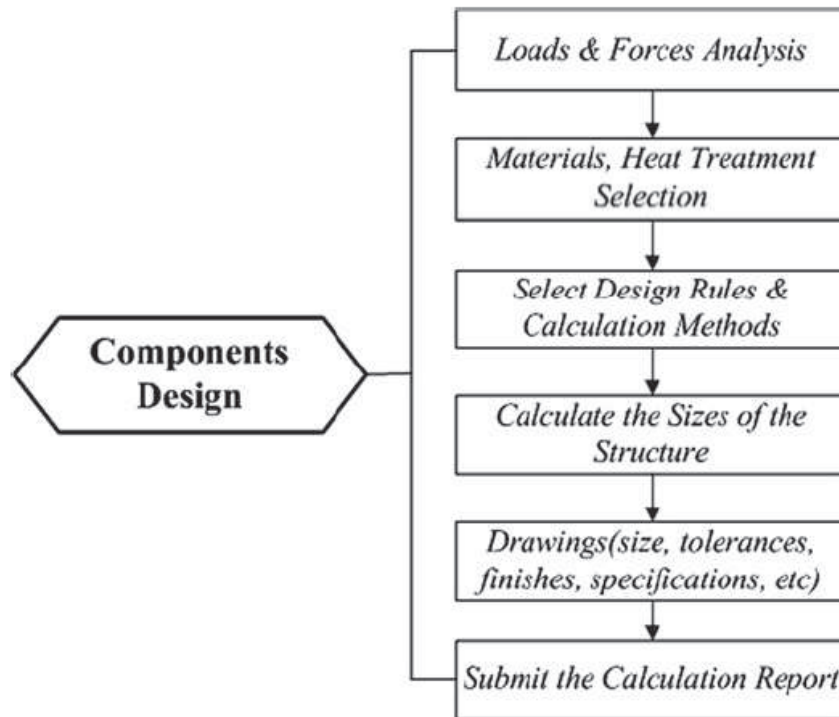 Loads & Forces Analysis
Materials, Heat Treatment
Selection
Select Design Rules &
Calculation Methods
Components
Design
Calculate the Sizes of the
Structure
Drawings(size, tolerances,
finishes, specifications, etc)
Submit the Calculation Report